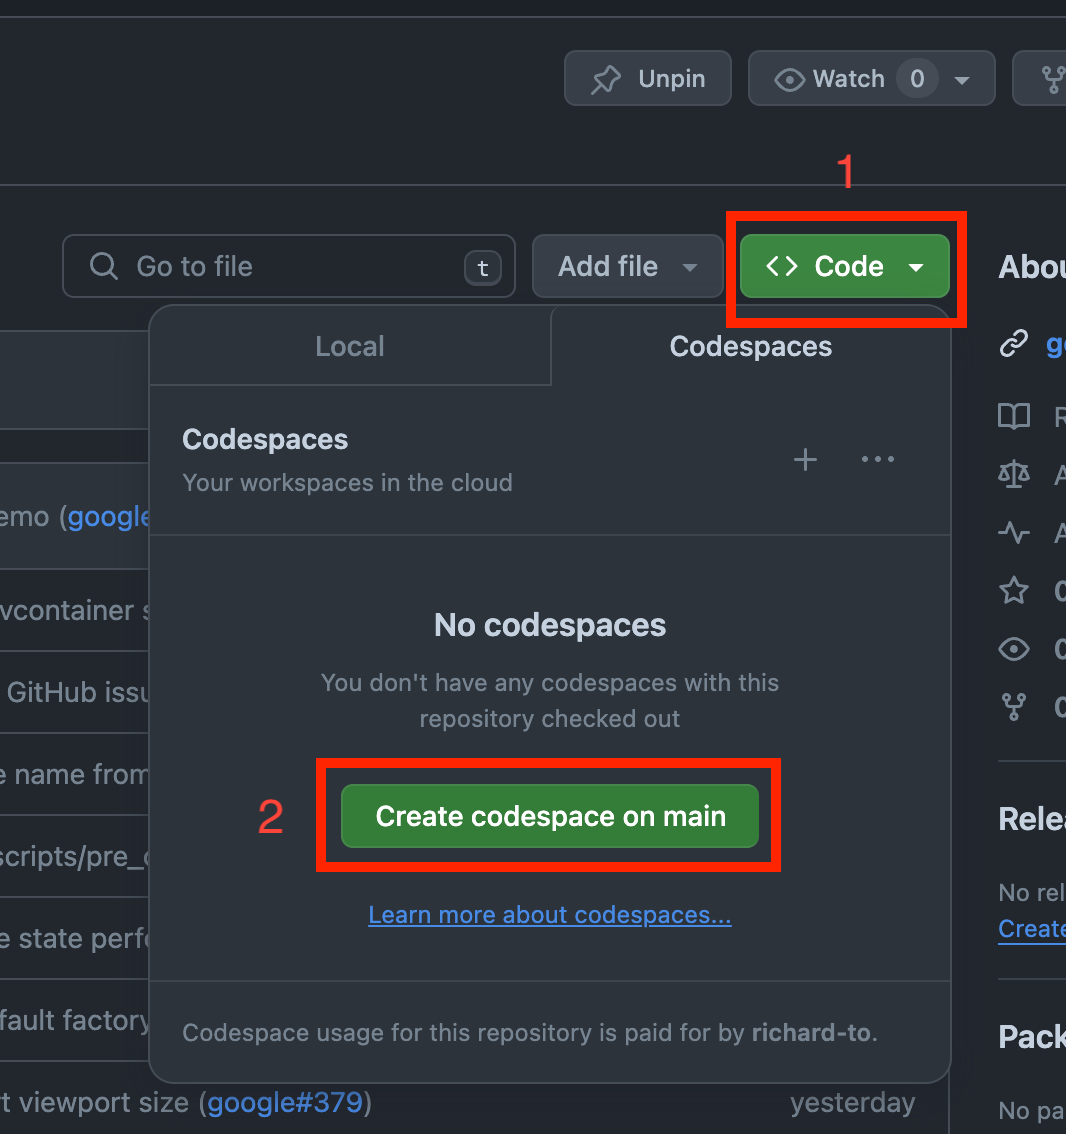 Unpin
Watch 0
1
Go to file t
Add file
<> Code
Local
Codespaces
Codespaces
Your workspaces in the cloud
No codespaces
You don't have any codespaces with this
repository checked out
2
Create codespace on main
Learn more about codespaces...
Codespace usage for this repository is paid for by richard-to.
emo (google
vcontainer s
GitHub issu
e name from
scripts/pre_
e state perfo
fault factory
t viewport size (google#379)
yesterday
Abou
g
R
A
A
0
0
0
Relea
No rel
Create
Pack
No pa